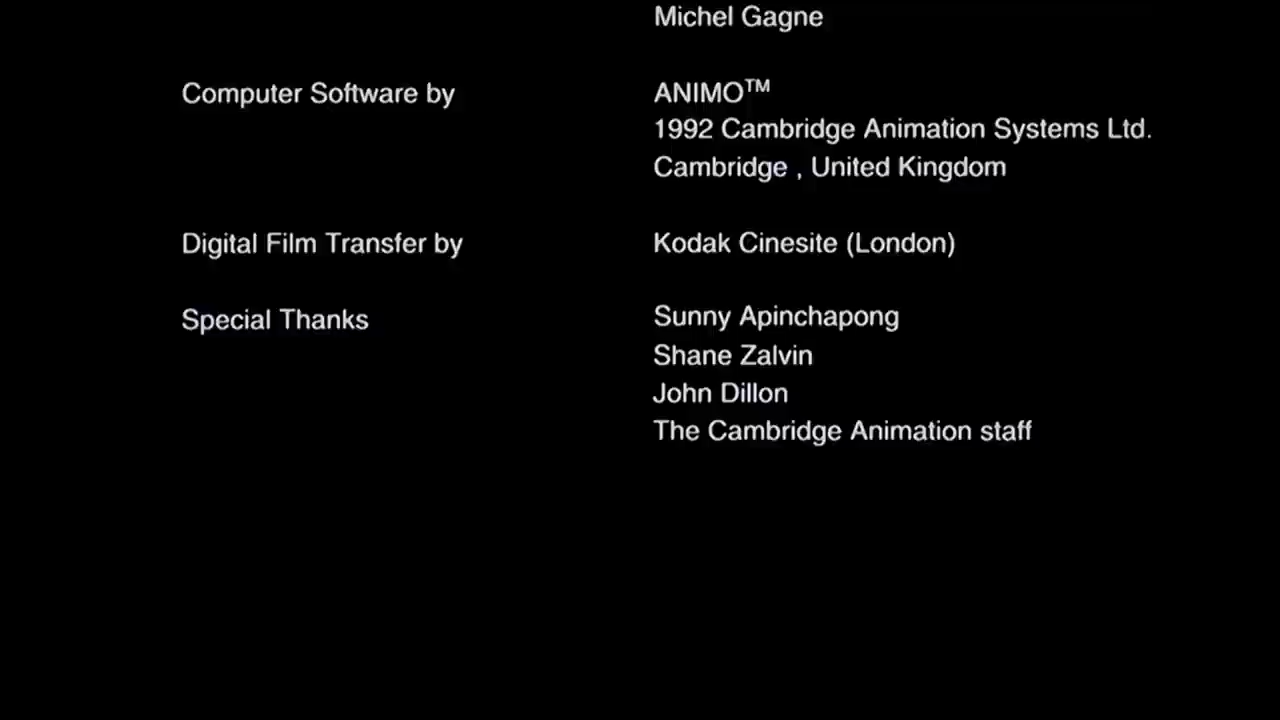 Michel Gagne
Computer Software by ANIMO™
1992 Cambridge Animation Systems Ltd.
Cambridge , United Kingdom
Digital Film Transfer by Kodak Cinesite (London)
Special Thanks Sunny Apinchapong
Shane Zalvin
John Dillon
The Cambridge Animation staff